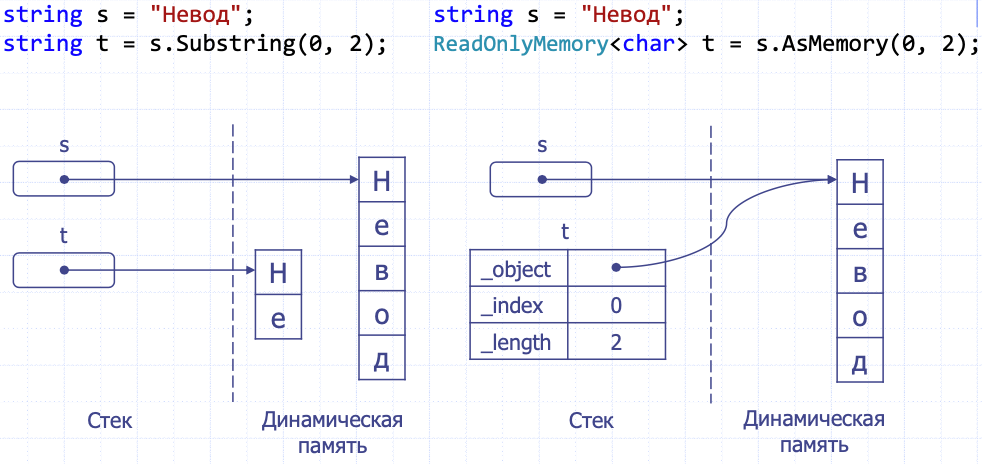 string s = "Невод";
string t = s.Substring(0, 2);
s
t
Н
е
Н
е
в
о
д
Стек
Динамическая
память
string s = "Невод";
ReadOnlyMemory<char> t = s.AsMemory(0, 2);
s
t
_object
_index 0
_length 2
Н
е
в
о
д
Стек
Динамическая
память